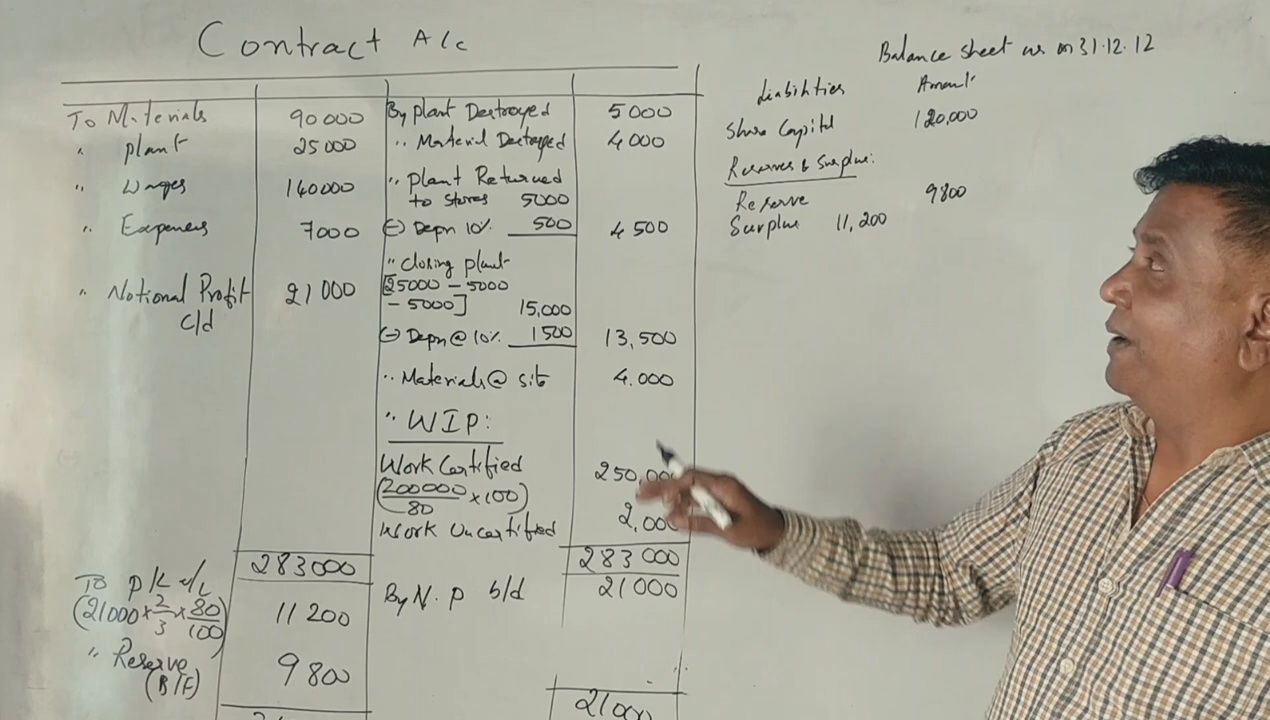 Contract A/c
To Materials 90000
" plant 25000
" Wages 140000
" Expenses 7000
" Notional Profit 21000
c/d
283000
To P/L a/c
(21000 × 2/3 × 80/100) 11200
" Reserve 9800
(B/F)
By plant Destroyed 5000
" Material Destroyed 4000
" plant Returned
to stores 5000
(-) Depn 10% 500 4500
" closing plant
[25000 - 5000
- 5000] 15,000
(-) Depn @ 10% 1500 13,500
" Materials @ site 4.000
" WIP:
Work Certified 250,000
(200000/80 × 100)
Work Uncertified 2,000
283000
By N.P b/d 21000
21000
Balance Sheet as on 31.12.12
Liabilities Amount
Share Capital 120,000
Reserves & Surplus:
Reserve 9800
Surplus 11,200